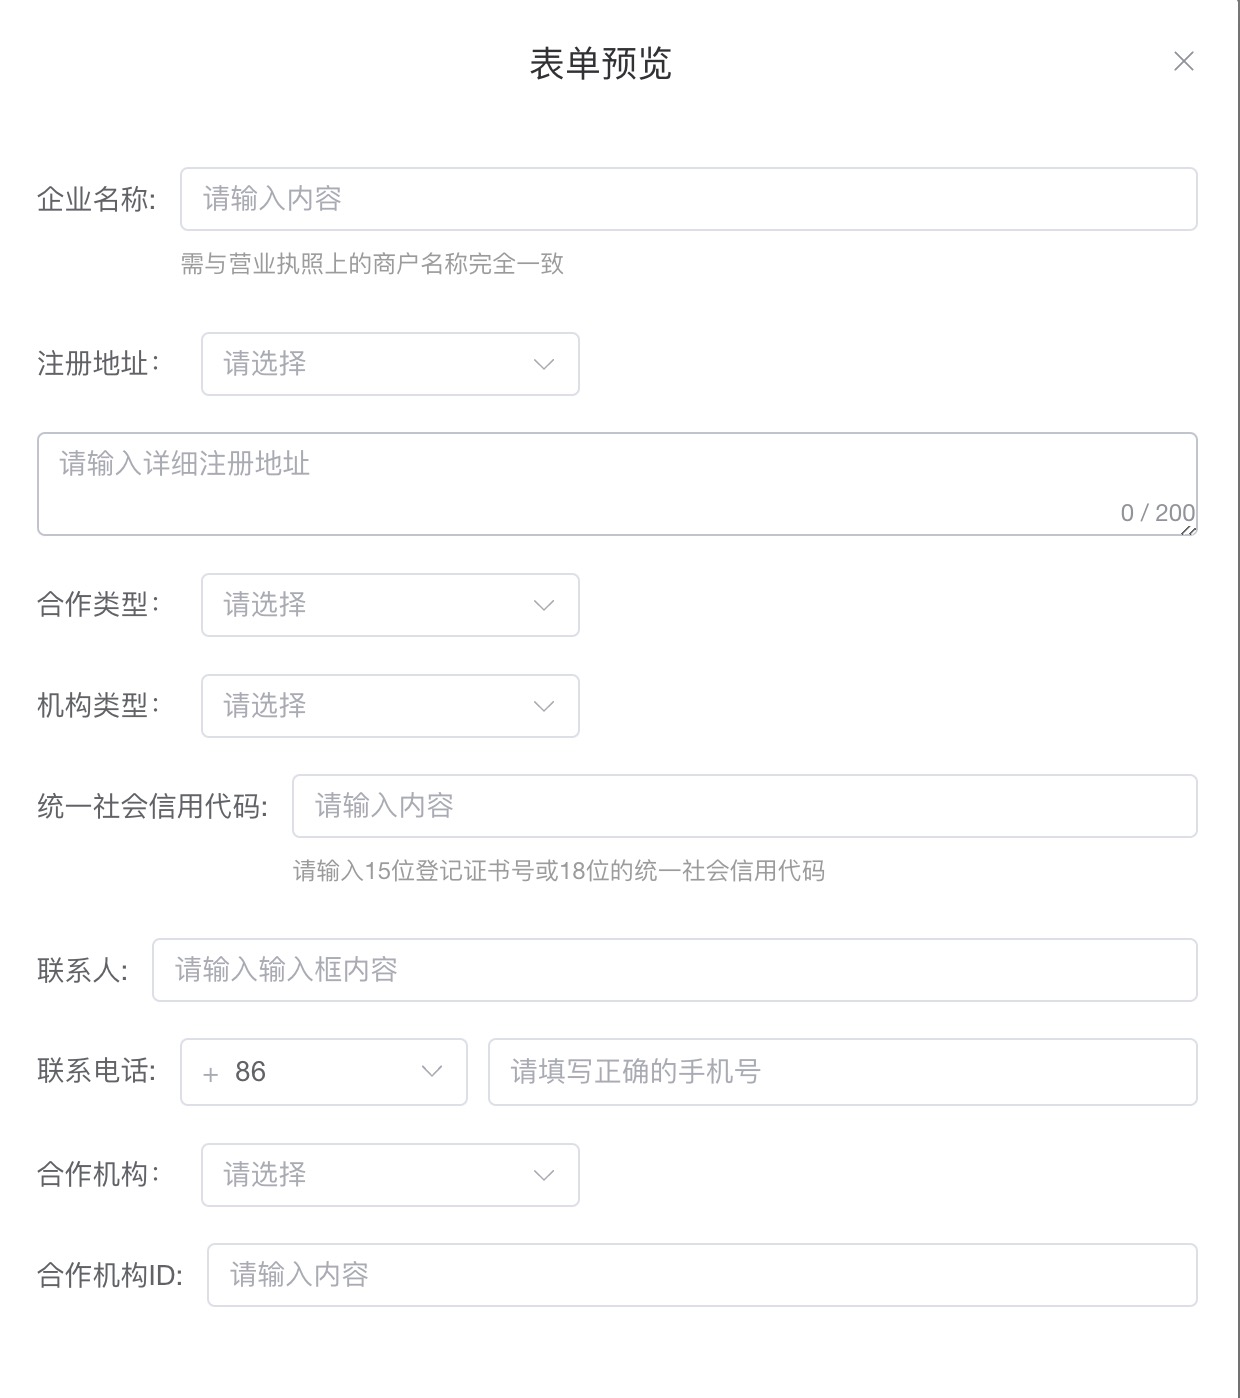 表单预览
企业名称: 请输入内容
需与营业执照上的商户名称完全一致
注册地址： 请选择
请输入详细注册地址
0 / 200
合作类型： 请选择
机构类型： 请选择
统一社会信用代码: 请输入内容
请输入15位登记证书号或18位的统一社会信用代码
联系人: 请输入输入框内容
联系电话: + 86 请填写正确的手机号
合作机构： 请选择
合作机构ID: 请输入内容